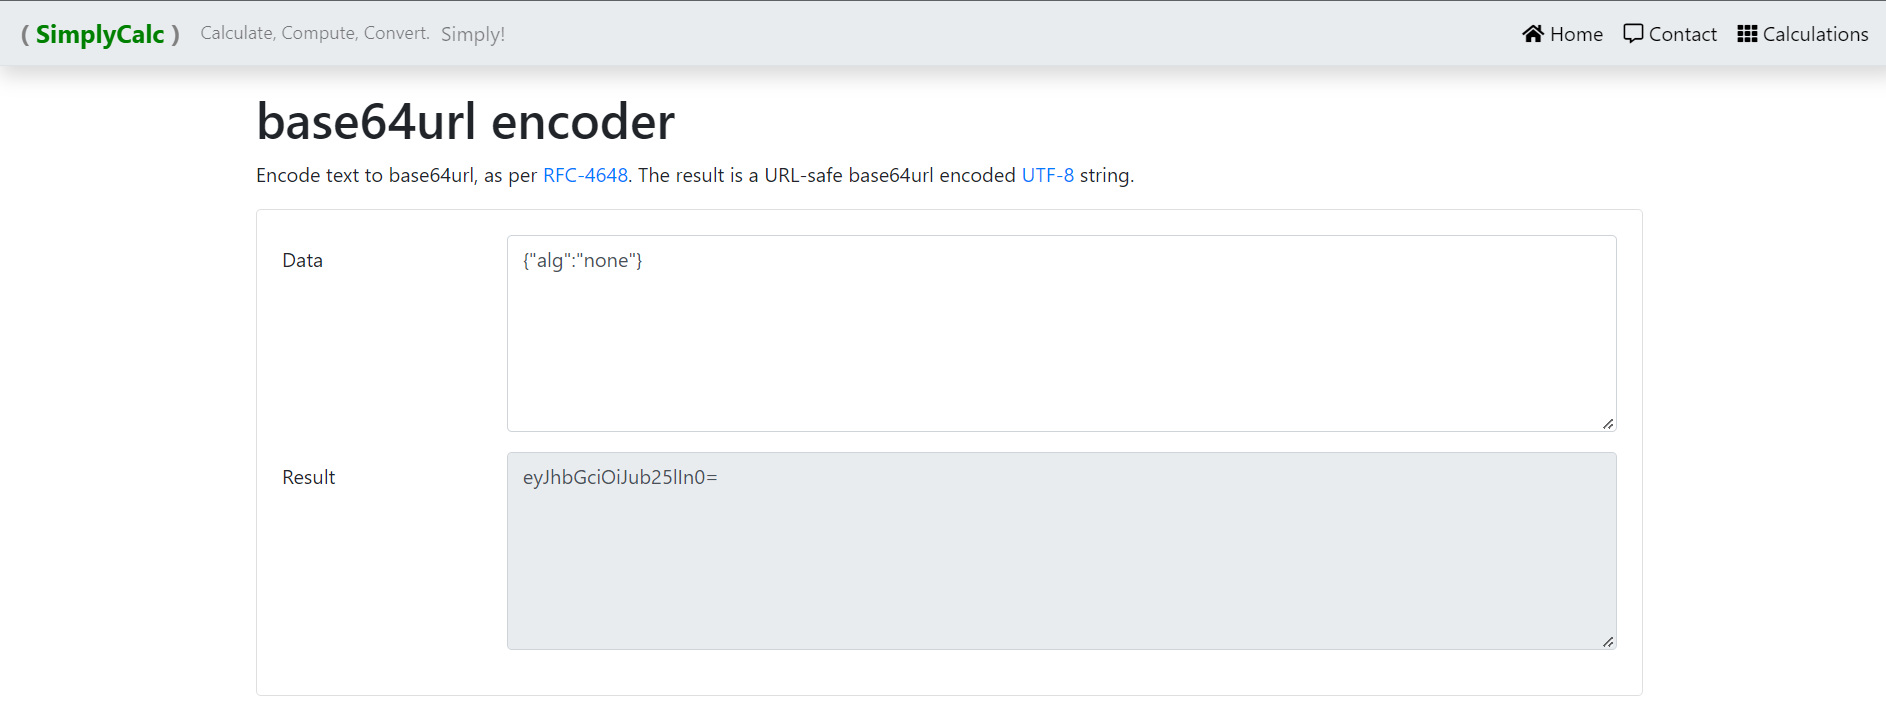 ( SimplyCalc ) Calculate, Compute, Convert. Simply! Home Contact Calculations
base64url encoder
Encode text to base64url, as per RFC-4648. The result is a URL-safe base64url encoded UTF-8 string.
Data
{"alg":"none"}
Result
eyJhbGciOiJub25lIn0=